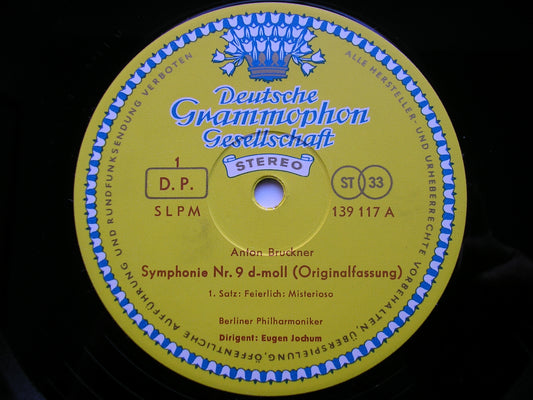 ALLE HERSTELLER- UND URHEBERRECHTE VORBEHALTEN, ÜBERSPIELUNG, ÖFFENTLICHE AUFFÜHRUNG UND RUNDFUNKSENDUNG VERBOTEN
Deutsche
Grammophon
Gesellschaft
STEREO
1
D. P.
SLPM
ST 33
139 117 A
Anton Bruckner
Symphonie Nr. 9 d-moll (Originalfassung)
1. Satz: Feierlich: Misterioso
Berliner Philharmoniker
Dirigent: Eugen Jochum